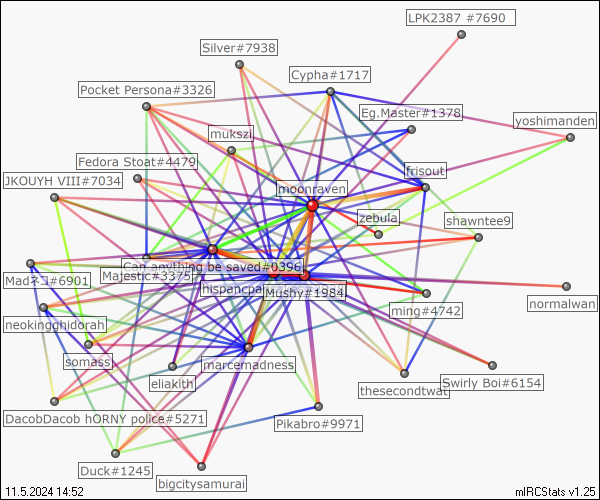 LPK2387 #7690
Silver#7938
Cypha#1717
Pocket Persona#3326
Eg.Master#1378
yoshimanden
mukszi
Fedora Stoat#4479
frisout
JKOUYH VIII#7034
moonraven
zebula
shawntee9
Can anything be saved#0396
Majestic#3375
Madネコ#6901
hispancpa
Mushy#1984
normalwan
ming#4742
neokingghidorah
somass
marcemadness
eliakith
thesecondtwat
Swirly Boi#6154
DacobDacob hORNY police#5271
Pikabro#9971
Duck#1245
bigcitysamurai
11.5.2024 14:52
mIRCStats v1.25